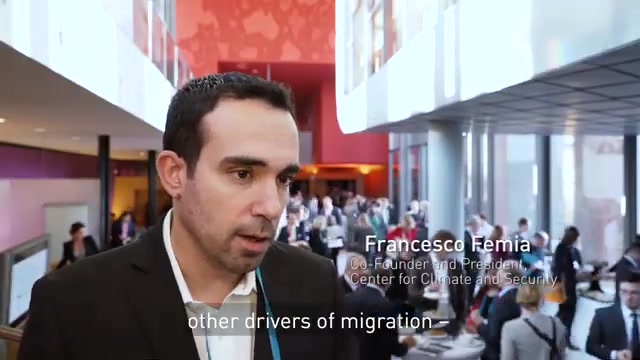 Francesco Femia
Co-Founder and President,
Center for Climate and Security
other drivers of migration –